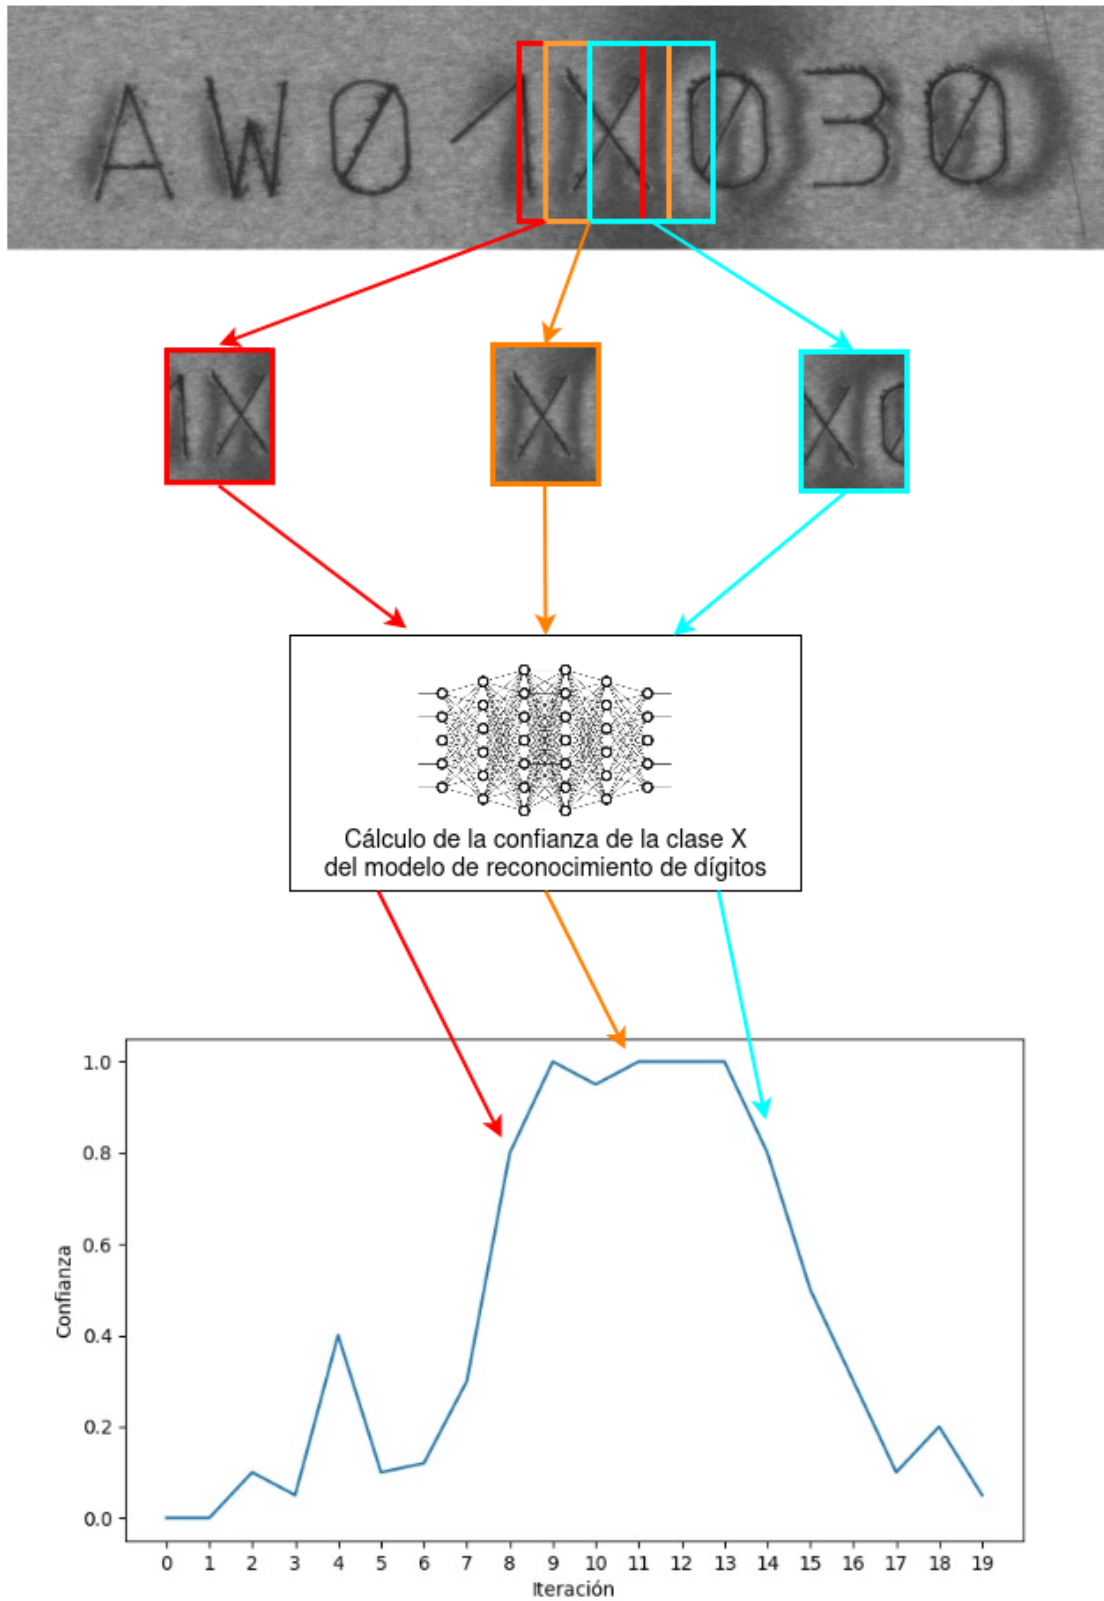 AW01X030
1X
X
X0
Cálculo de la confianza de la clase X
del modelo de reconocimiento de dígitos
1.0
0.8
0.6
0.4
0.2
0.0
Confianza
0 1 2 3 4 5 6 7 8 9 10 11 12 13 14 15 16 17 18 19
Iteración